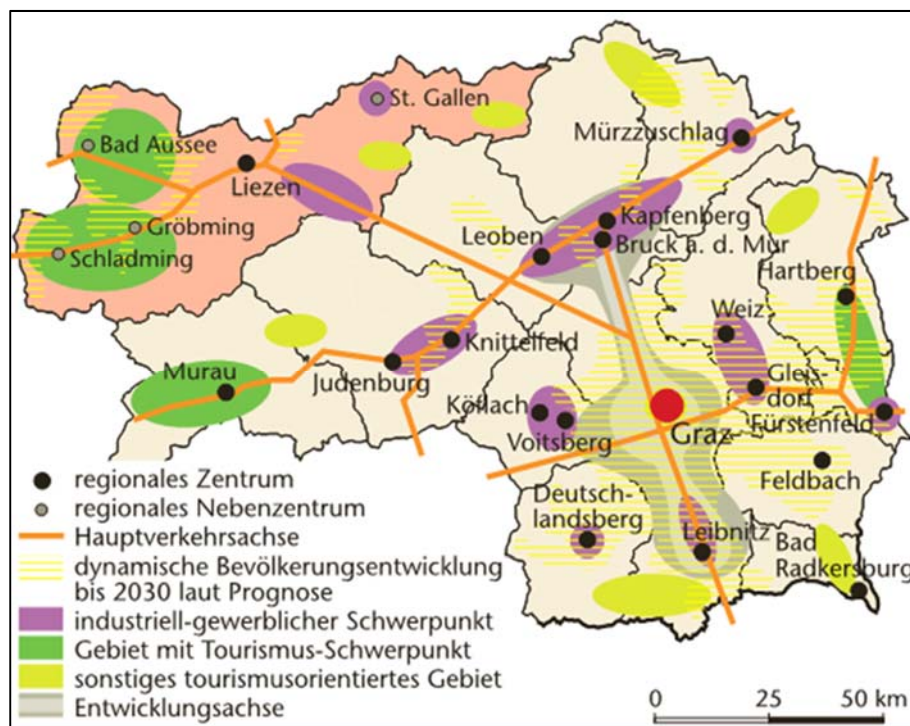 St. Gallen
Bad Aussee
Mürzzuschlag
Liezen
Gröbming
Kapfenberg
Leoben
Bruck a. d. Mur
Schladming
Hartberg
Weiz
Knittelfeld
Murau
Judenburg
Gleis-
dorf
Köflach
Fürstenfeld
Voitsberg
Graz
Feldbach
Deutsch-
landsberg
Leibnitz
Bad
Radkersburg
regionales Zentrum
regionales Nebenzentrum
Hauptverkehrsachse
dynamische Bevölkerungsentwicklung
bis 2030 laut Prognose
industriell-gewerblicher Schwerpunkt
Gebiet mit Tourismus-Schwerpunkt
sonstiges tourismusorientiertes Gebiet
Entwicklungsachse
0 25 50 km